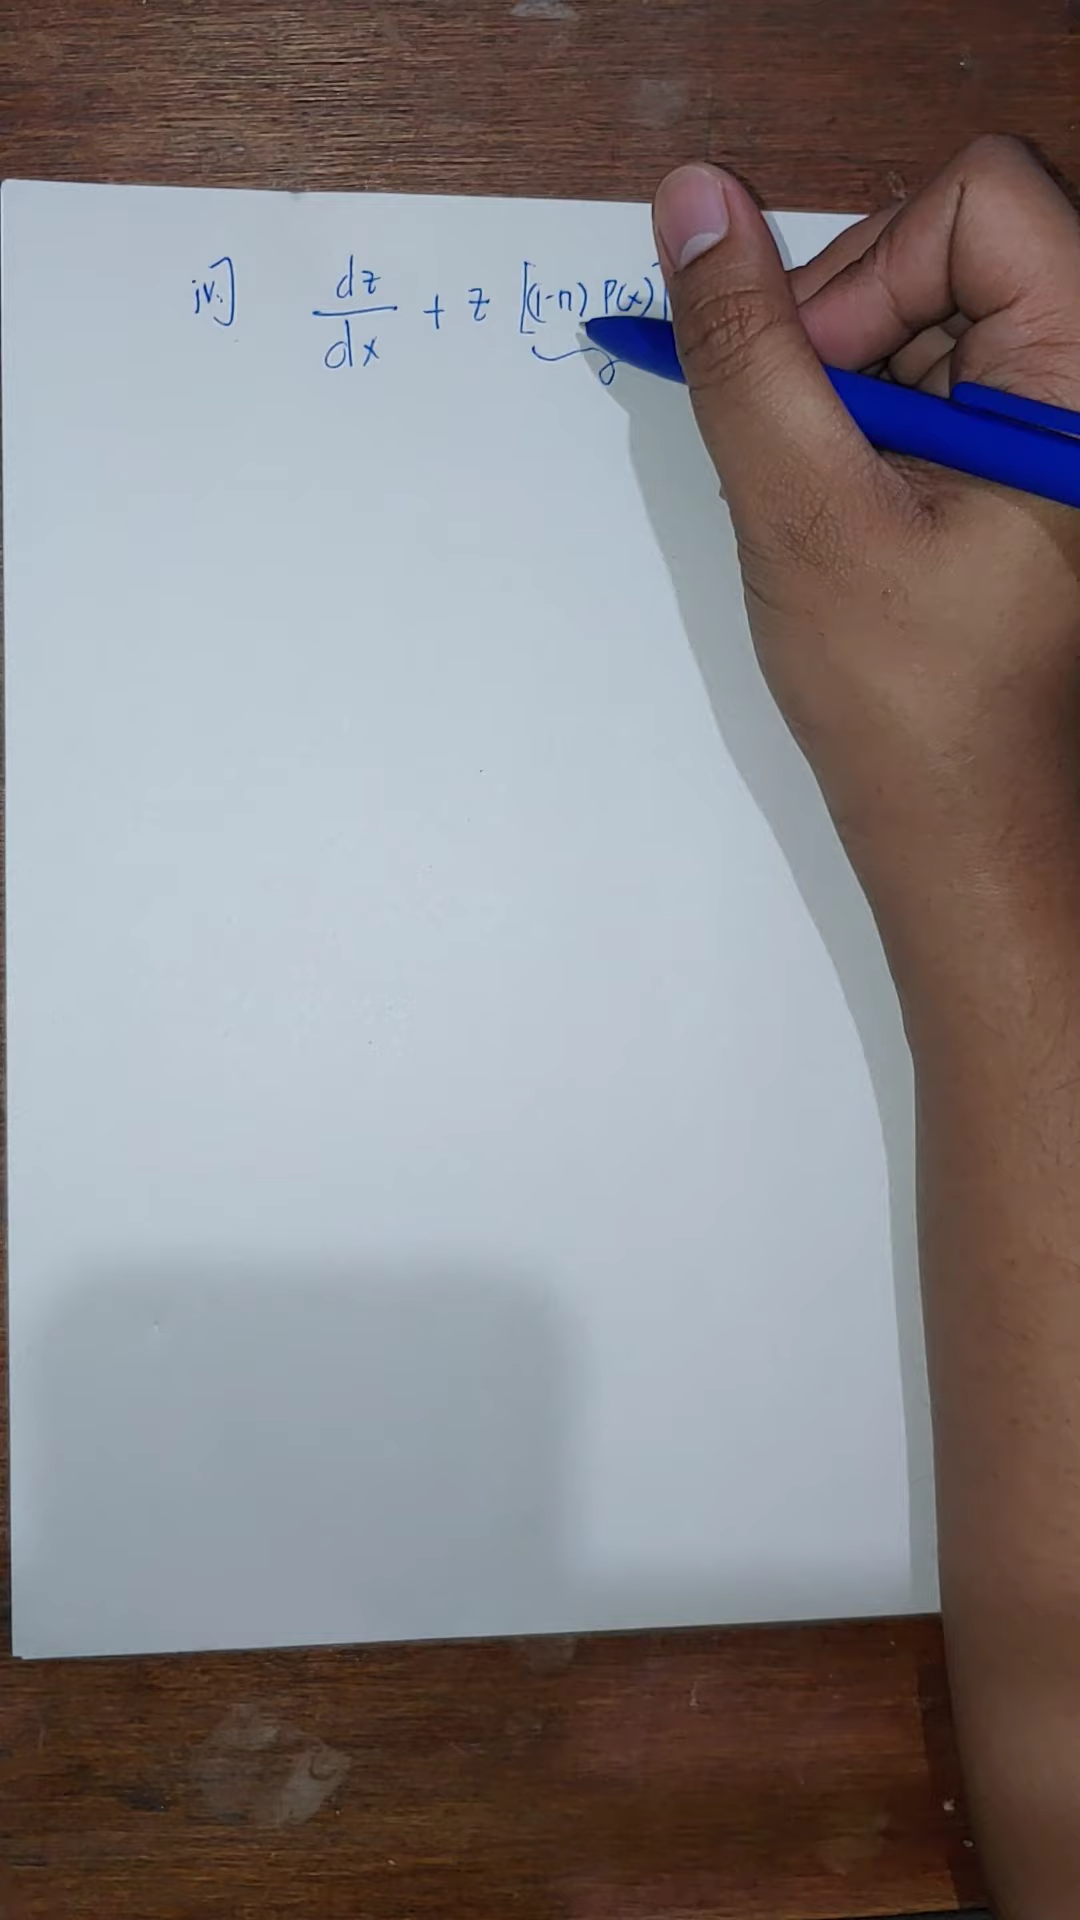 iv.] dz/dx + z [(1-n) P(x)]